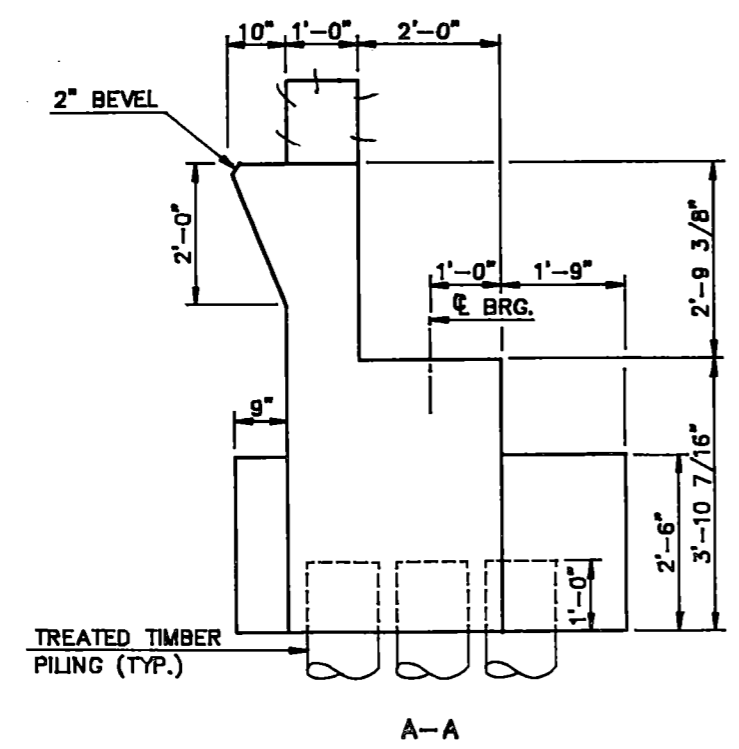 10" 1'-0" 2'-0"
2" BEVEL
2'-0"
2'-9 3/8"
1'-0" 1'-9"
℄ BRG.
9"
3'-10 7/16"
2'-6"
1'-0"
TREATED TIMBER
PILING (TYP.)
A-A